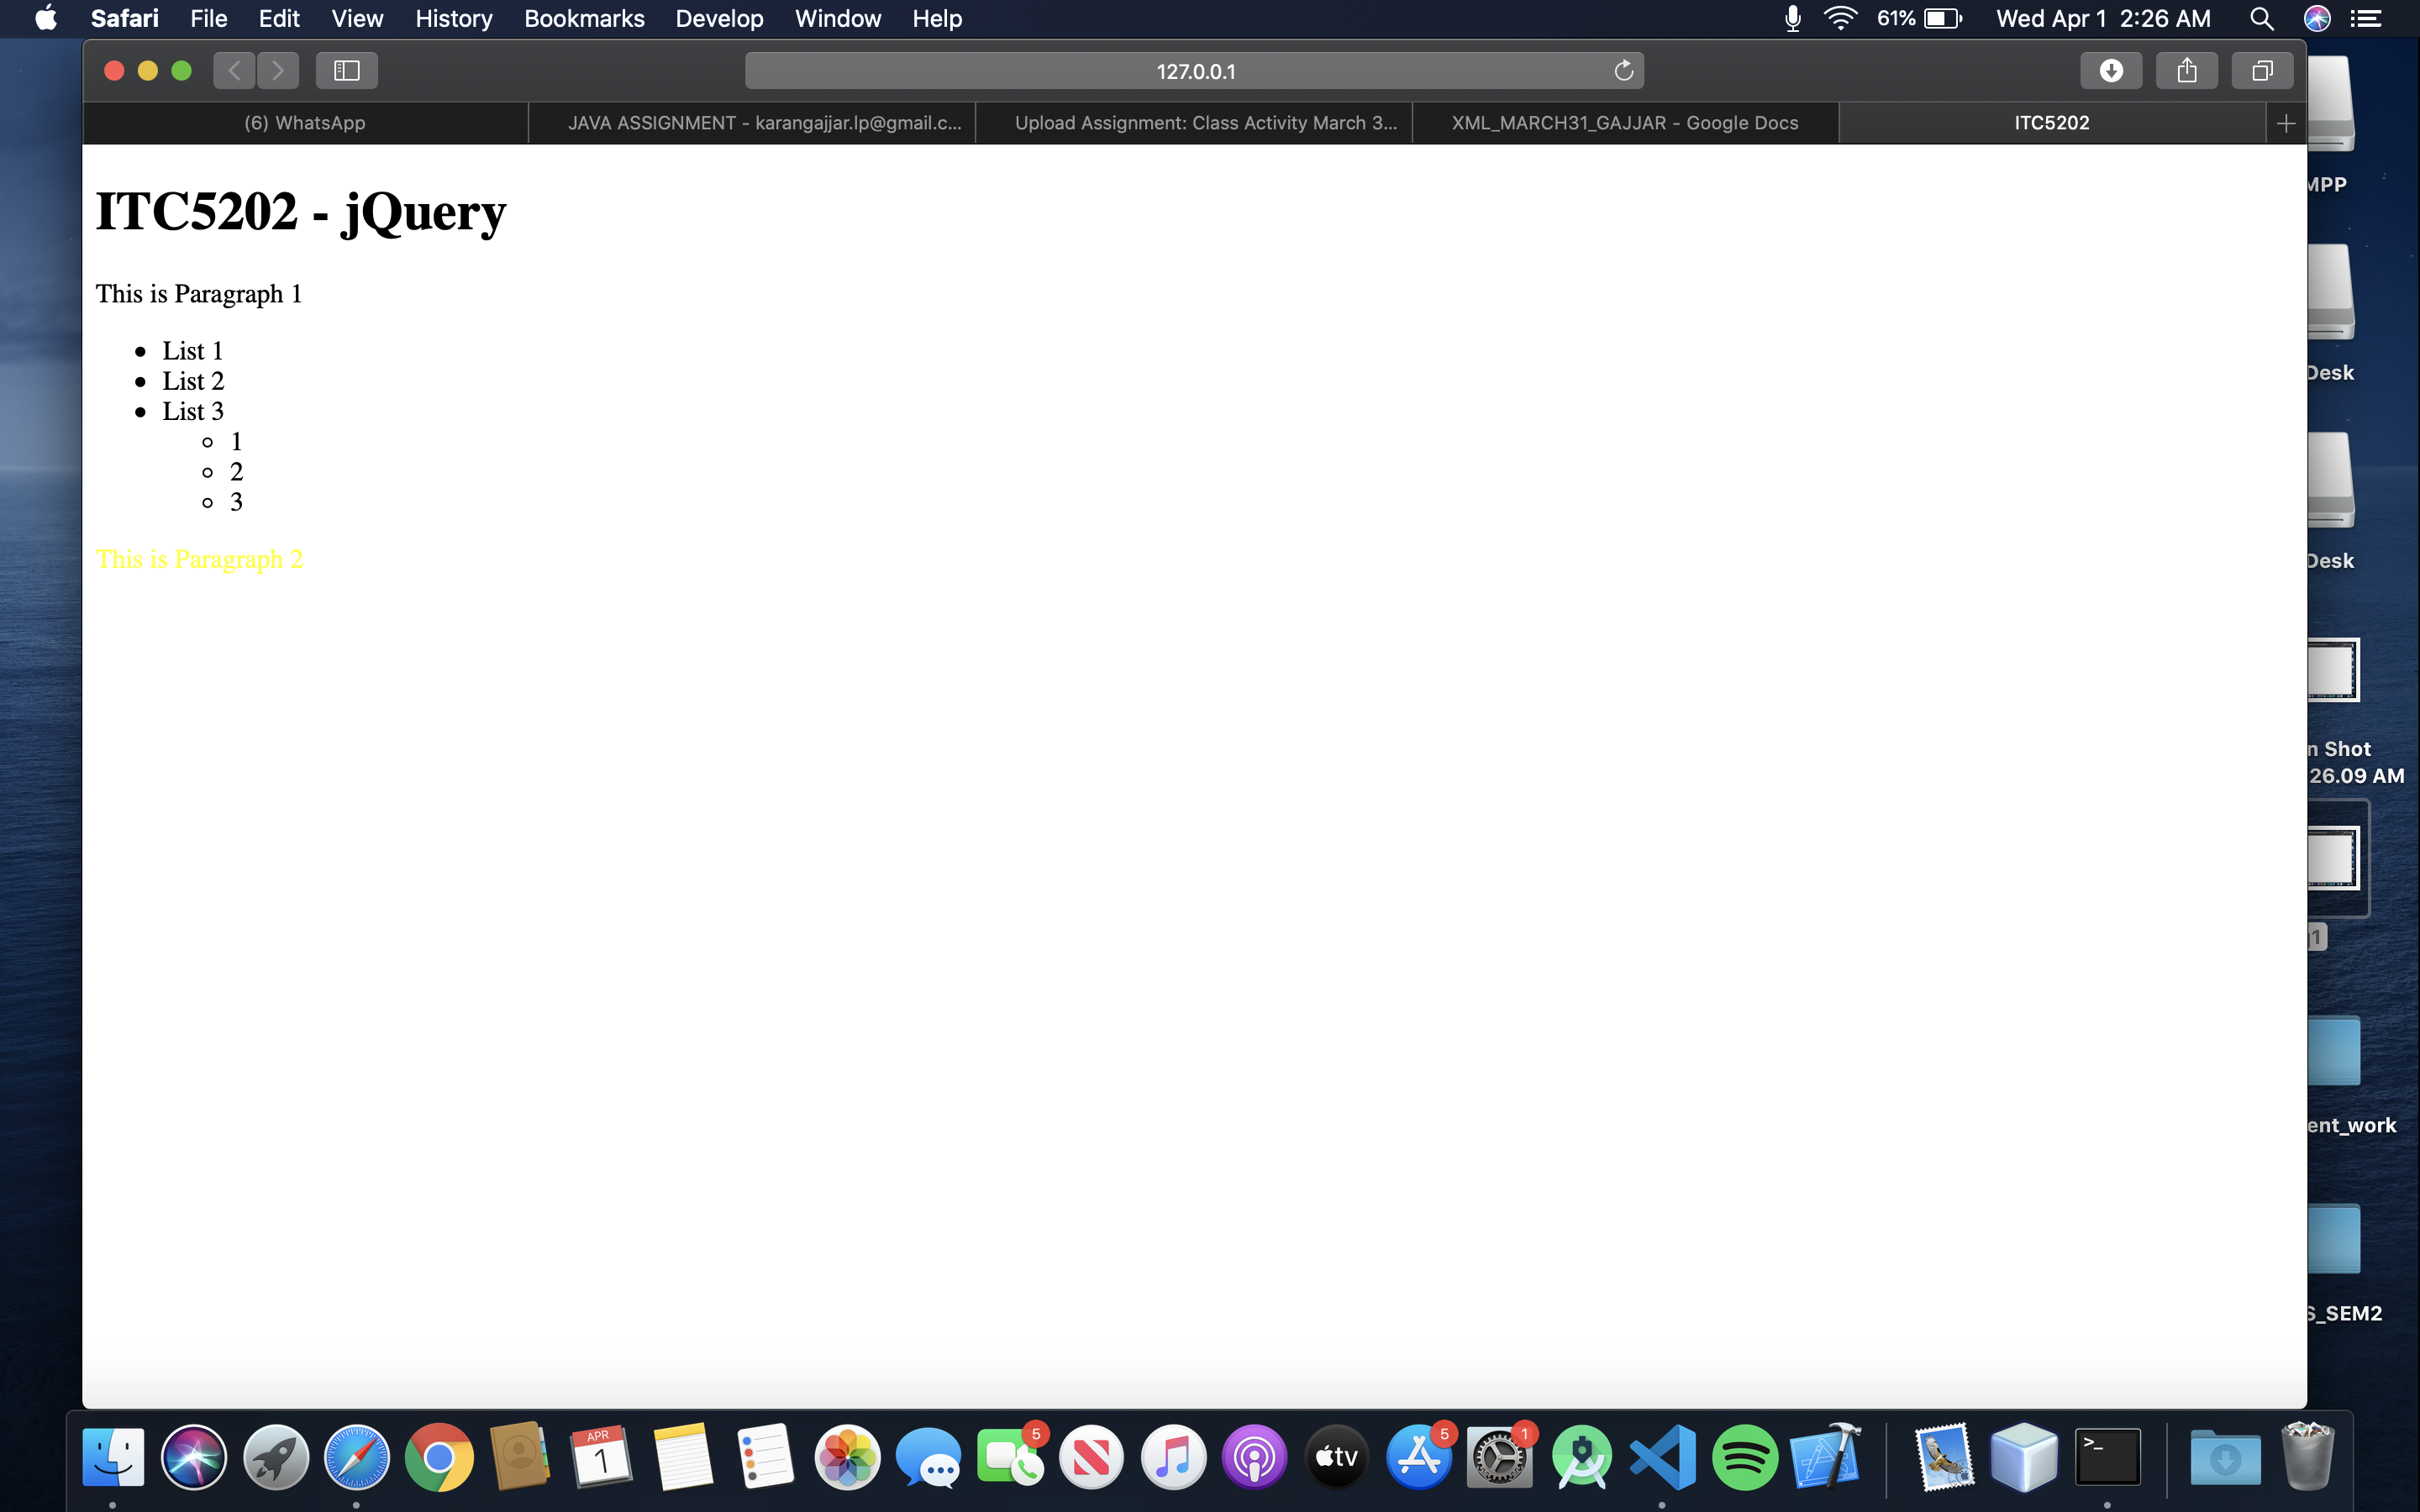 Safari File Edit View History Bookmarks Develop Window Help 61% Wed Apr 1 2:26 AM
127.0.0.1
(6) WhatsApp JAVA ASSIGNMENT - karangajjar.lp@gmail.c... Upload Assignment: Class Activity March 3... XML_MARCH31_GAJJAR - Google Docs ITC5202
ITC5202 - jQuery
This is Paragraph 1
List 1
List 2
List 3
1
2
3
This is Paragraph 2
MPP
Desk
Desk
n Shot
26.09 AM
1
ent_work
S_SEM2
APR
1
5
tv
5
1
>_